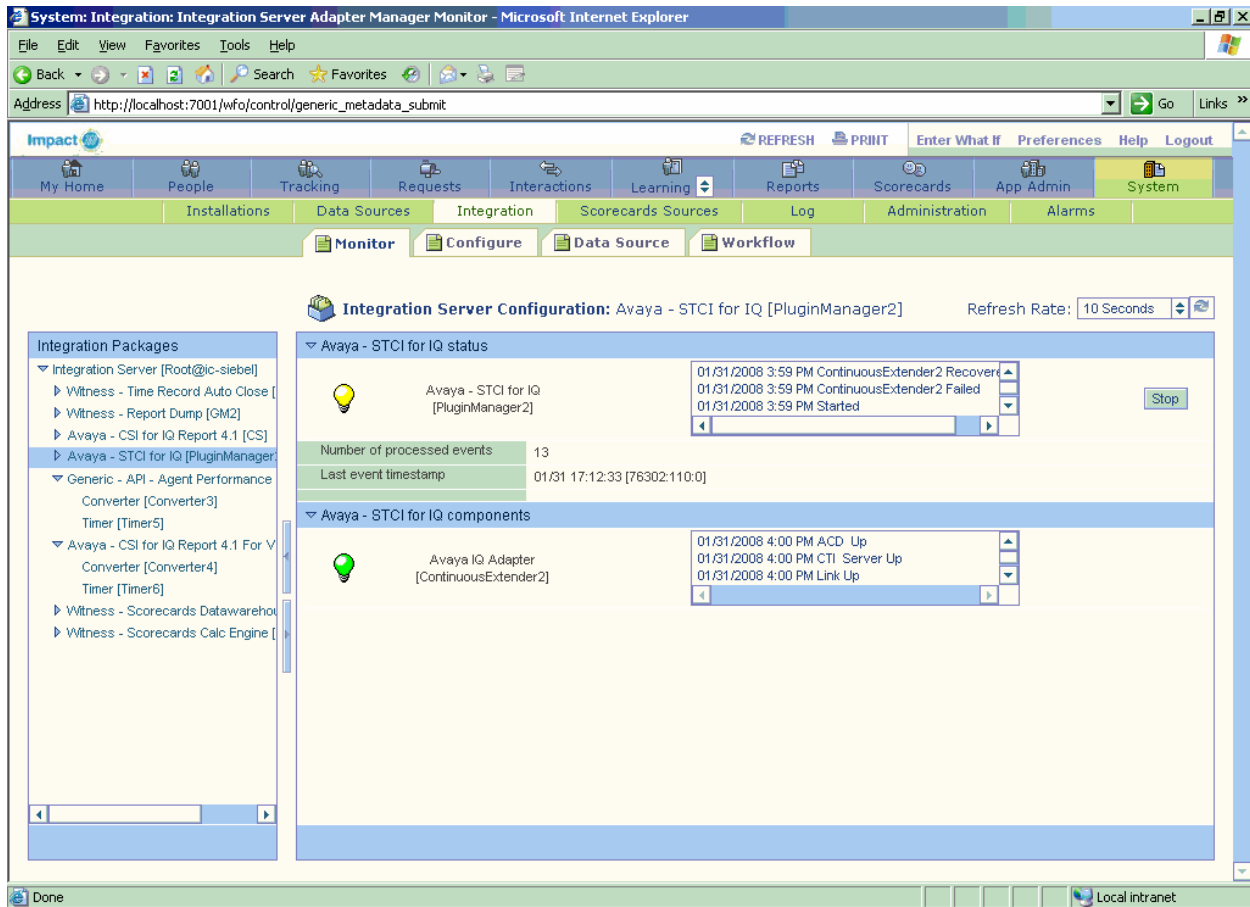 System: Integration: Integration Server Adapter Manager Monitor - Microsoft Internet Explorer
File Edit View Favorites Tools Help
Back Search Favorites
Address http://localhost:7001/wfo/control/generic_metadata_submit Go Links »
Impact REFRESH PRINT Enter What If Preferences Help Logout
My Home People Tracking Requests Interactions Learning Reports Scorecards App Admin System
Installations Data Sources Integration Scorecards Sources Log Administration Alarms
Monitor Configure Data Source Workflow
Integration Server Configuration: Avaya - STCI for IQ [PluginManager2] Refresh Rate: 10 Seconds
Integration Packages
Integration Server [Root@ic-siebel]
Witness - Time Record Auto Close [
Witness - Report Dump [GM2]
Avaya - CSI for IQ Report 4.1 [CS]
Avaya - STCI for IQ [PluginManager
Generic - API - Agent Performance
Converter [Converter3]
Timer [Timer5]
Avaya - CSI for IQ Report 4.1 For V
Converter [Converter4]
Timer [Timer6]
Witness - Scorecards Datawarehou
Witness - Scorecards Calc Engine [
Avaya - STCI for IQ status
Avaya - STCI for IQ
[PluginManager2]
01/31/2008 3:59 PM ContinuousExtender2 Recovere
01/31/2008 3:59 PM ContinuousExtender2 Failed
01/31/2008 3:59 PM Started
Stop
Number of processed events 13
Last event timestamp 01/31 17:12:33 [76302:110:0]
Avaya - STCI for IQ components
Avaya IQ Adapter
[ContinuousExtender2]
01/31/2008 4:00 PM ACD Up
01/31/2008 4:00 PM CTI Server Up
01/31/2008 4:00 PM Link Up
Done Local intranet